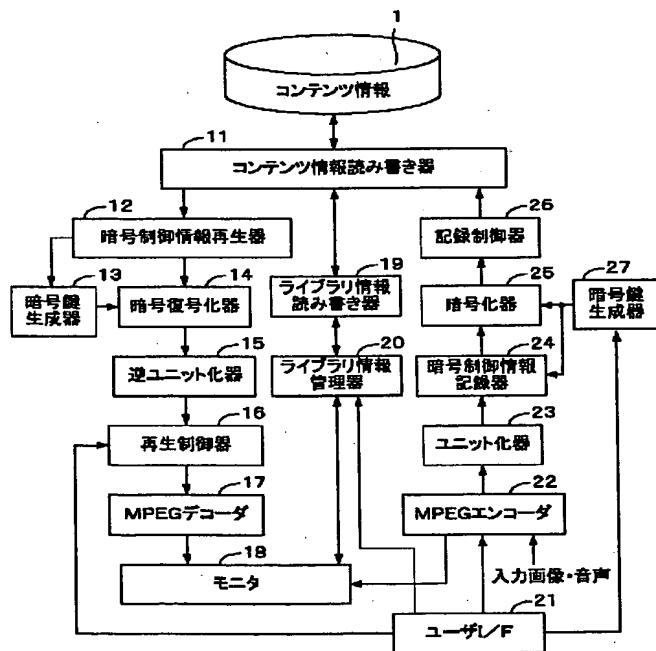 1
コンテンツ情報
11
コンテンツ情報読み書き器
12
暗号制御情報再生器
26
記録制御器
13
暗号鍵
生成器
14
暗号復号化器
19
ライブラリ情報
読み書き器
25
暗号化器
27
暗号鍵
生成器
15
逆ユニット化器
20
ライブラリ情報
管理器
24
暗号制御情報
記録器
16
再生制御器
23
ユニット化器
17
MPEGデコーダ
22
MPEGエンコーダ
18
モニタ
入力画像・音声
21
ユーザI/F